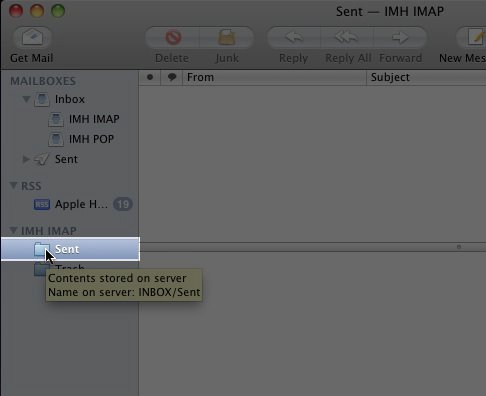 Sent — IMH IMAP
Get Mail
Delete
Junk
Reply
Reply All
Forward
New Mes
MAILBOXES
From
Subject
Inbox
IMH IMAP
IMH POP
Sent
RSS
RSS
Apple H...
19
IMH IMAP
Sent
Trash
Contents stored on server
Name on server: INBOX/Sent